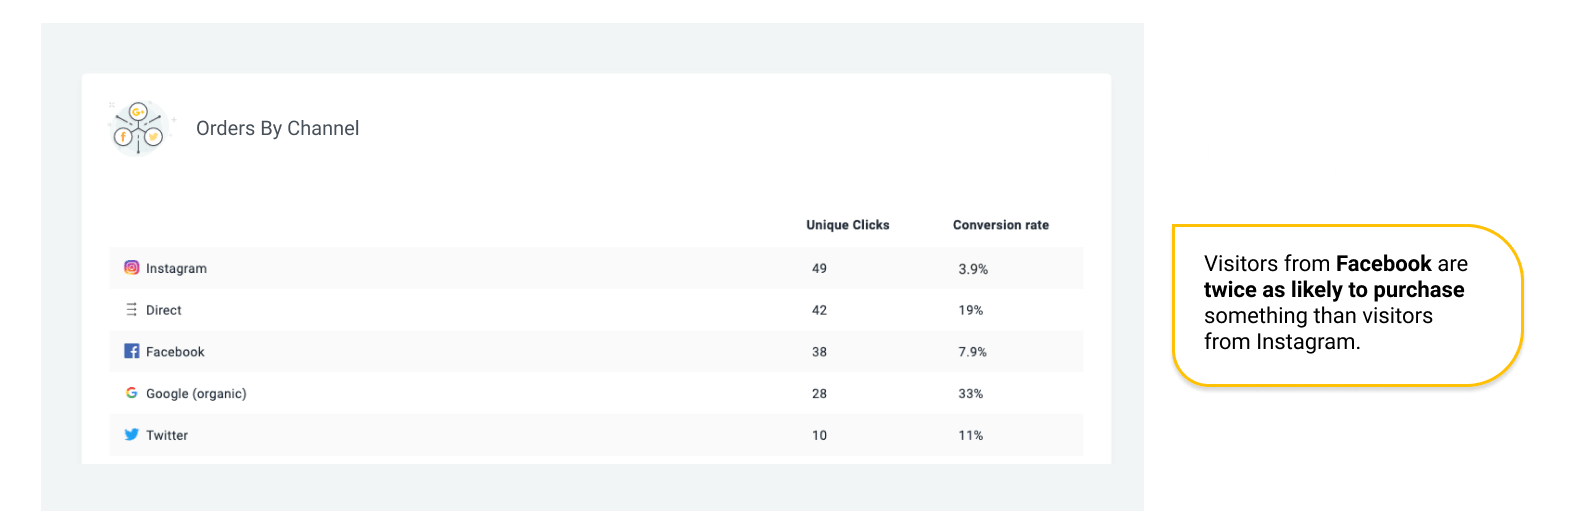 G+
f
Orders By Channel
Unique Clicks Conversion rate
Instagram 49 3.9%
Direct 42 19%
Facebook 38 7.9%
Google (organic) 28 33%
Twitter 10 11%
Visitors from Facebook are
twice as likely to purchase
something than visitors
from Instagram.